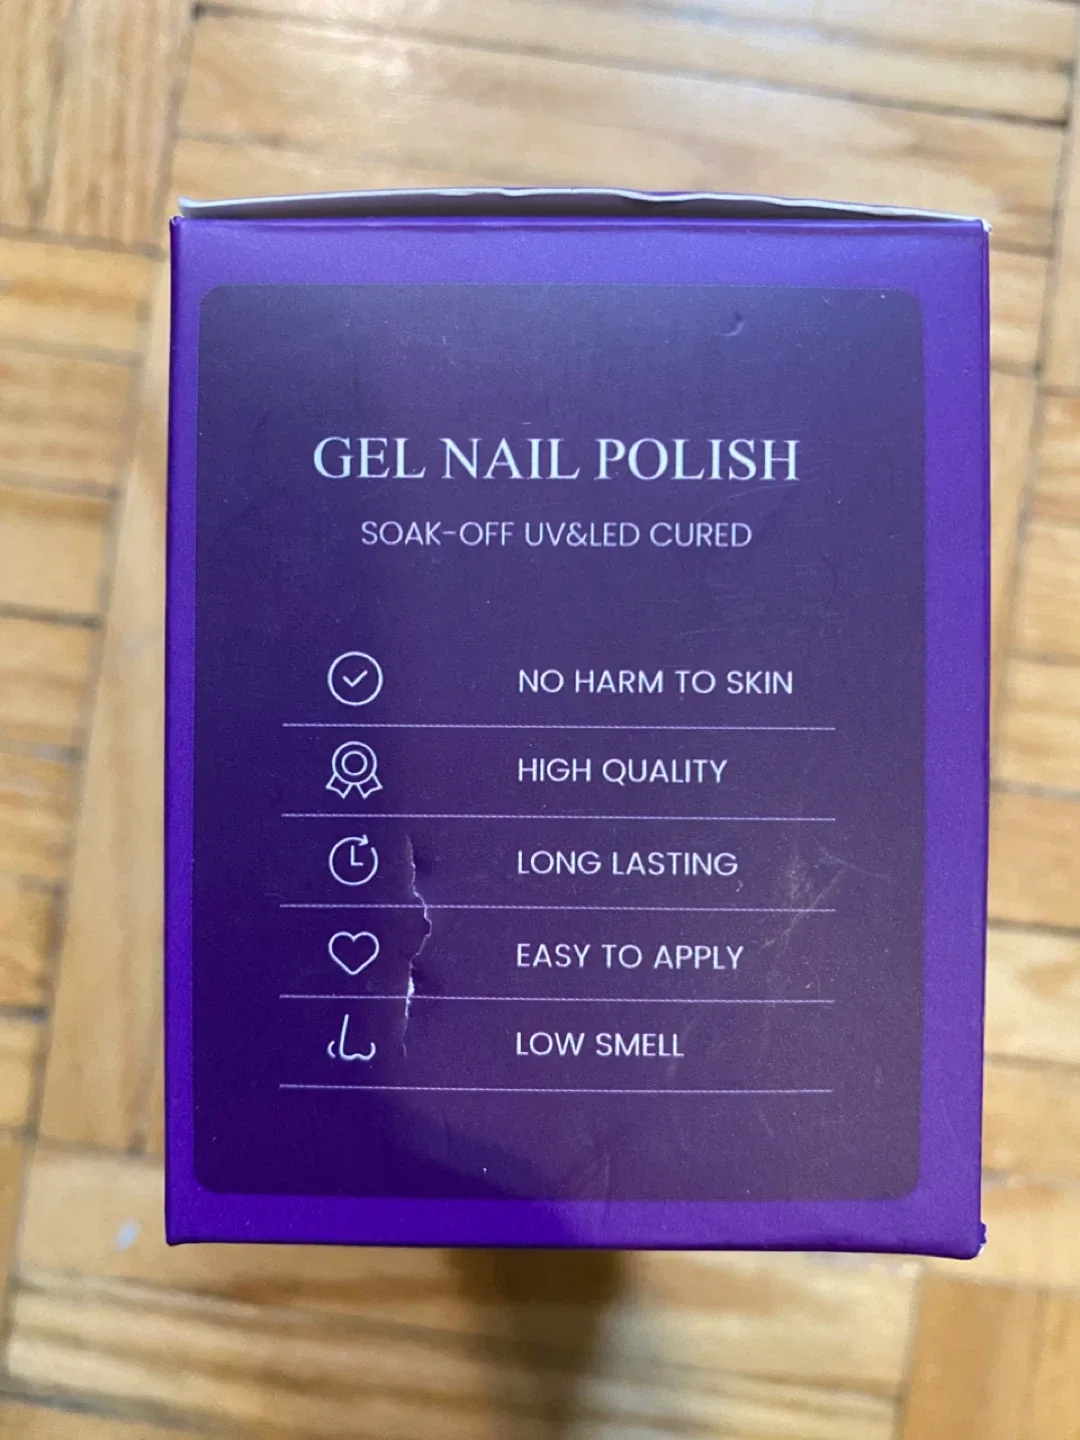 GEL NAIL POLISH
SOAK-OFF UV&LED CURED
NO HARM TO SKIN
HIGH QUALITY
LONG LASTING
EASY TO APPLY
LOW SMELL